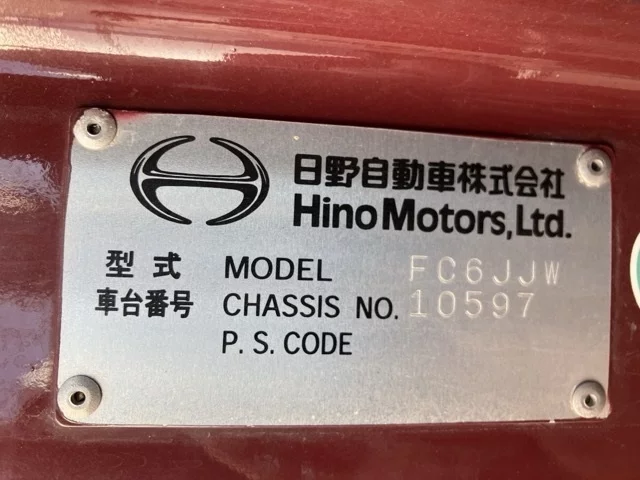 日野自動車株式会社
Hino Motors, Ltd.
型式 MODEL FC6JJW
車台番号 CHASSIS NO. 10597
P. S. CODE